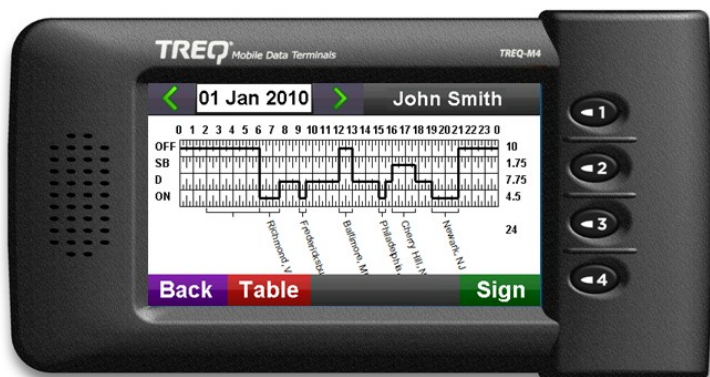 TREQ® Mobile Data Terminals TREQ-M4
01 Jan 2010 John Smith
0 1 2 3 4 5 6 7 8 9 10 11 12 13 14 15 16 17 18 19 20 21 22 23 0
OFF 10
SB 1.75
D 7.75
ON 4.5
24
Richmond, V
Fredericksbu
Baltimore, M
Philadelphi
Cherry Hill, N
Newark, NJ
Back Table Sign
1
2
3
4